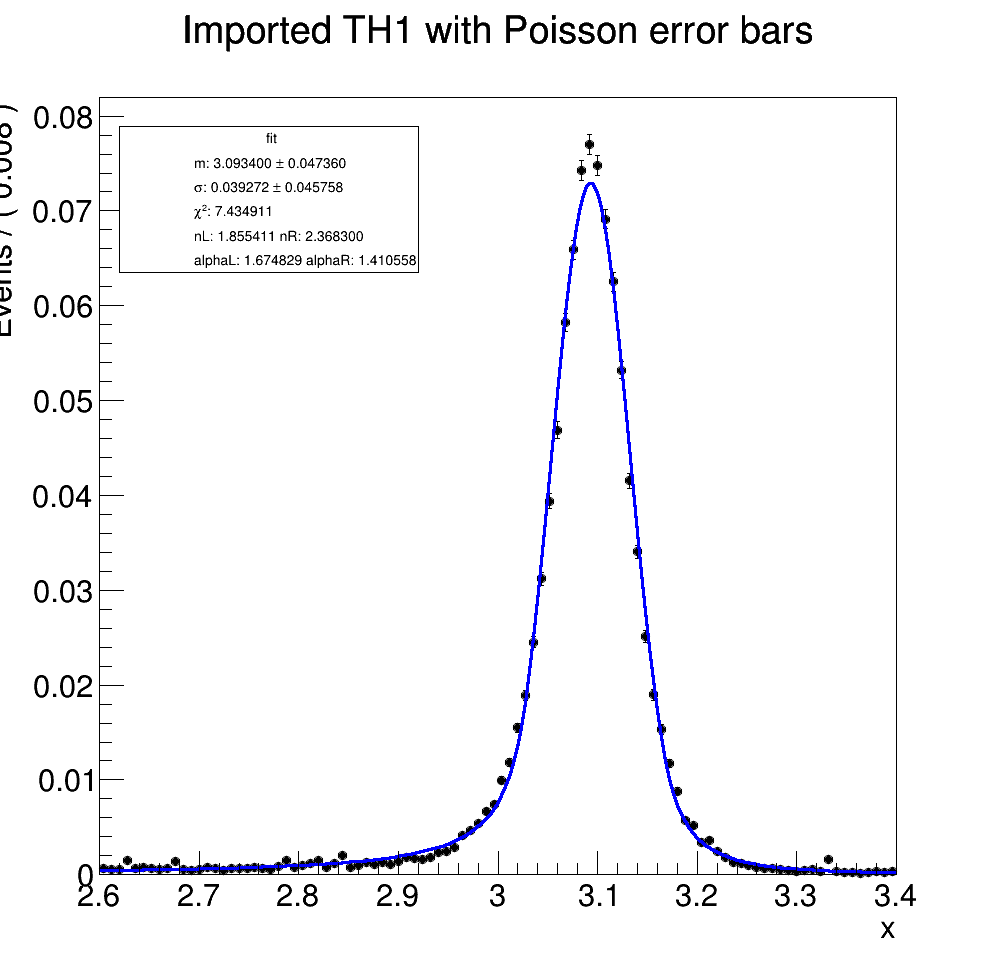 Imported TH1 with Poisson error bars
Events / ( 0.008 )
0.08
0.07
0.06
0.05
0.04
0.03
0.02
0.01
0
fit
m: 3.093400 ± 0.047360
σ: 0.039272 ± 0.045758
χ²: 7.434911
nL: 1.855411 nR: 2.368300
alphaL: 1.674829 alphaR: 1.410558
2.6 2.7 2.8 2.9 3 3.1 3.2 3.3 3.4
x